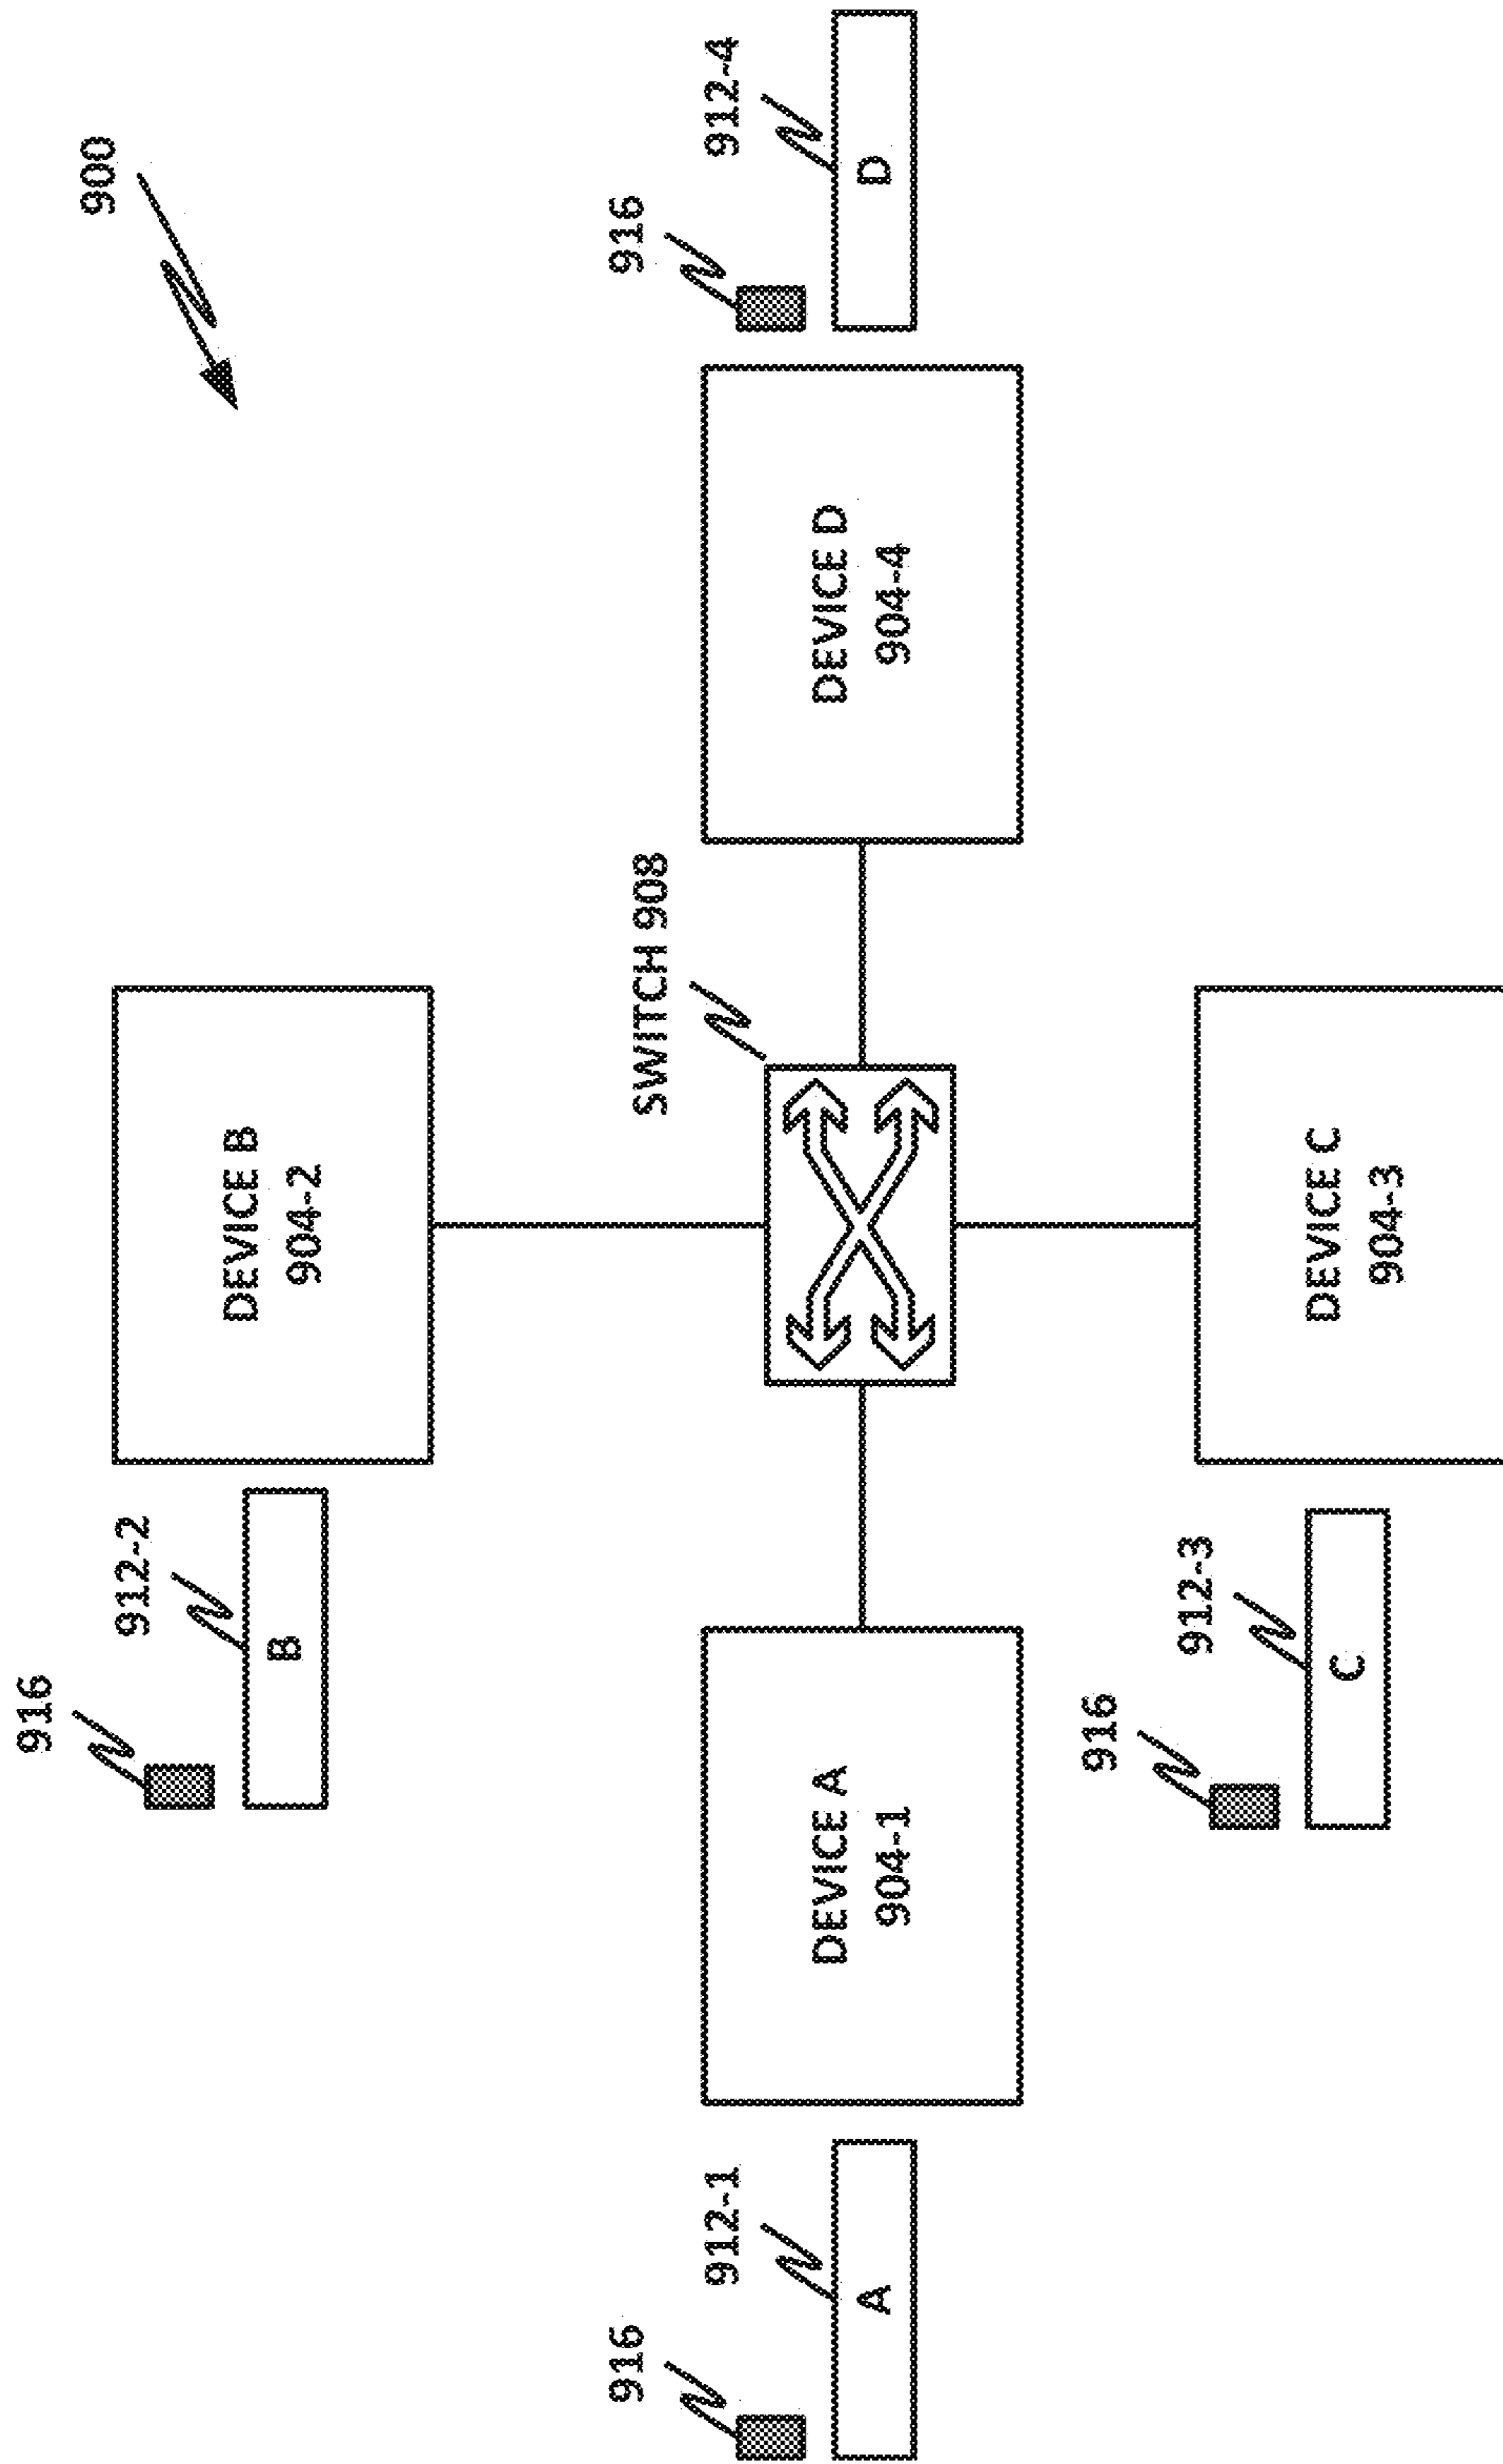 900
916
912-2
B
DEVICE B
904-2
916
912-1
A
DEVICE A
904-1
SWITCH 908
DEVICE D
904-4
916
912-4
D
916
912-3
C
DEVICE C
904-3